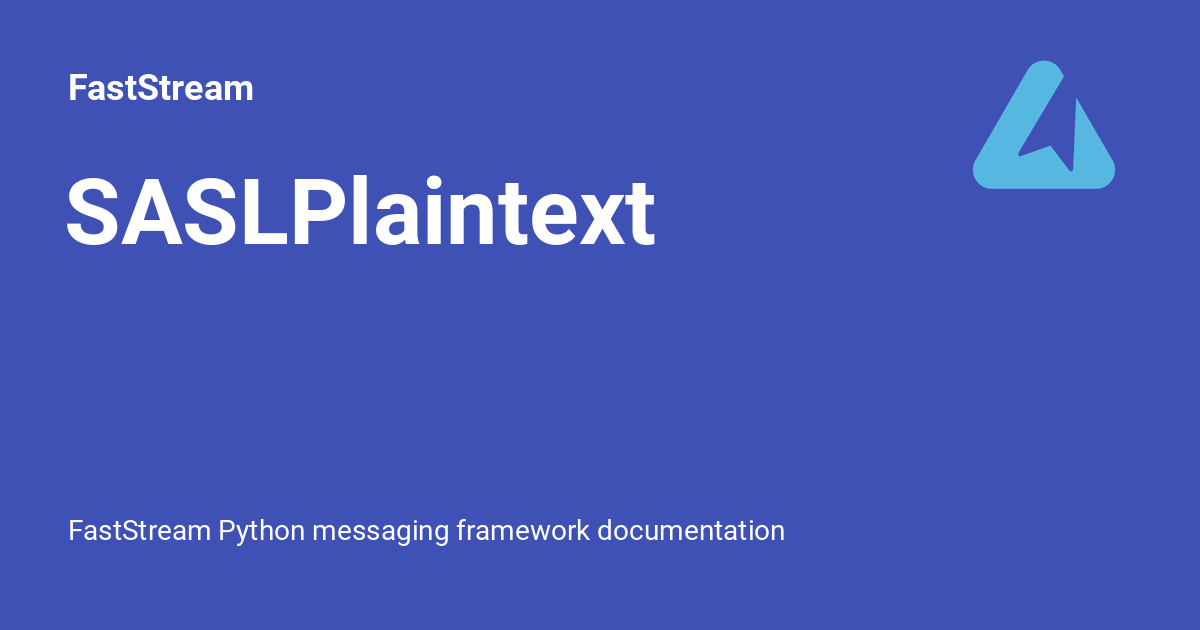 FastStream
SASLPlaintext
FastStream Python messaging framework documentation